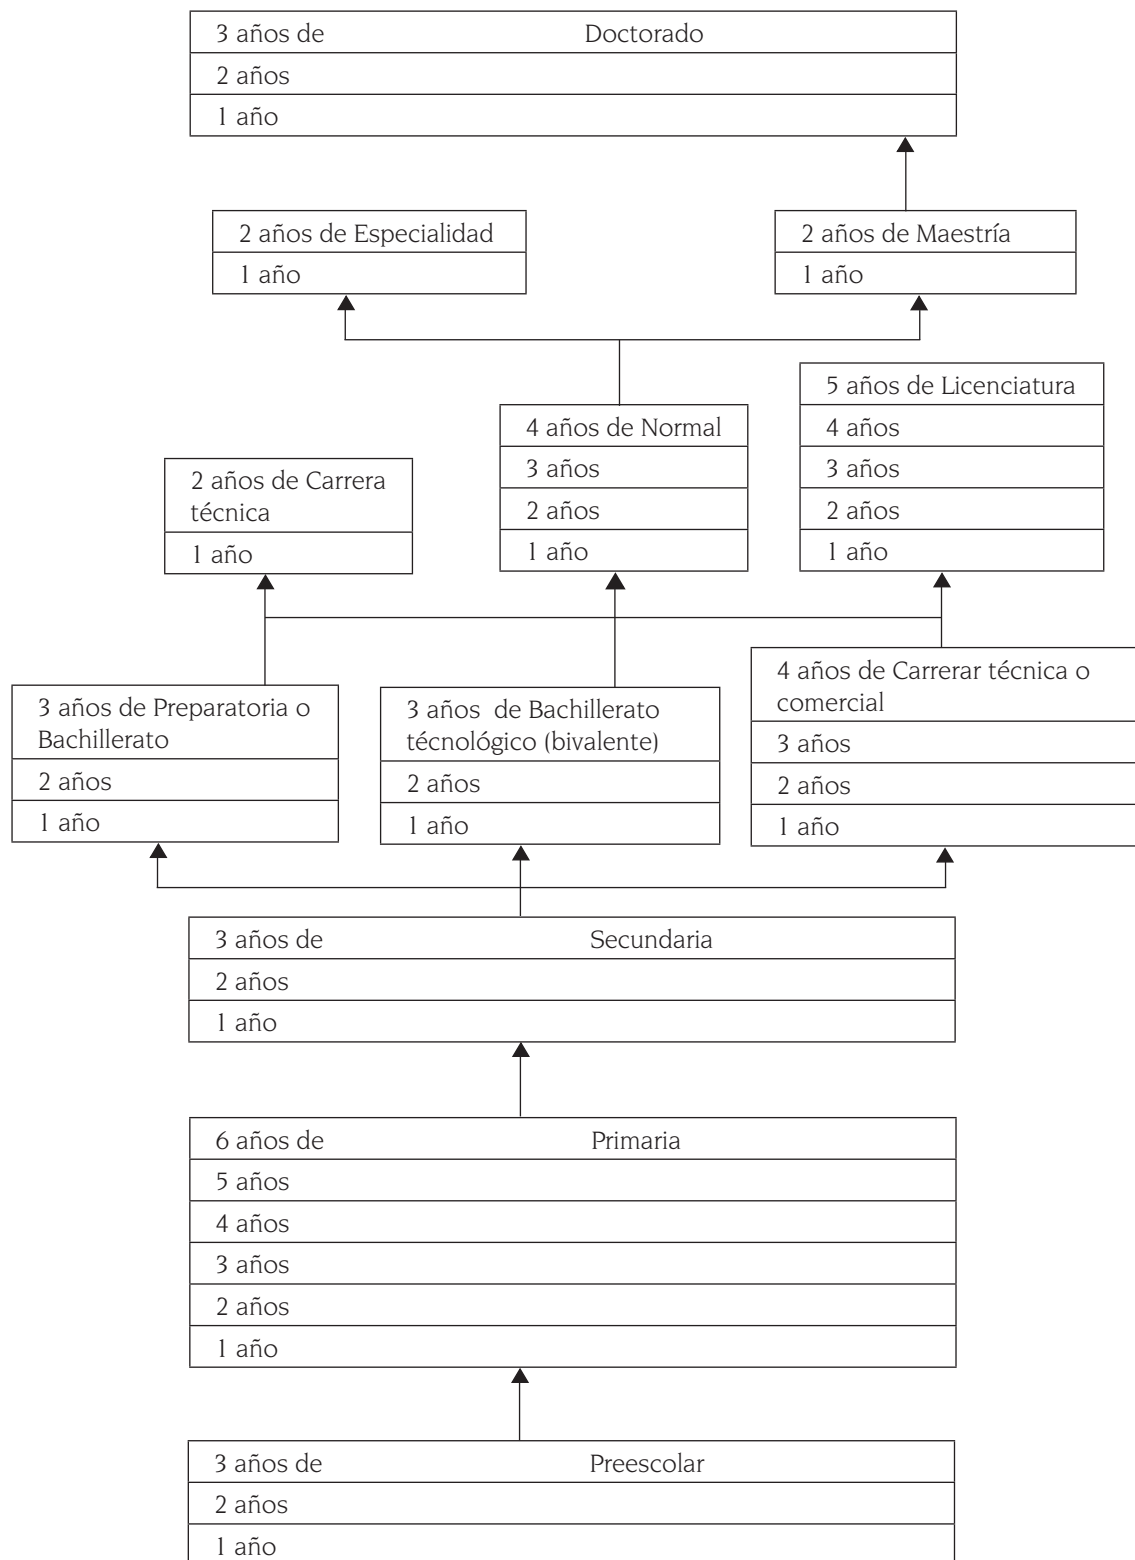 3 años de Doctorado
2 años
1 año
2 años de Especialidad
1 año
2 años de Maestría
1 año
5 años de Licenciatura
4 años
3 años
2 años
1 año
4 años de Normal
3 años
2 años
1 año
2 años de Carrera
técnica
1 año
3 años de Preparatoria o
Bachillerato
2 años
1 año
3 años de Bachillerato
técnológico (bivalente)
2 años
1 año
4 años de Carrerar técnica o
comercial
3 años
2 años
1 año
3 años de Secundaria
2 años
1 año
6 años de Primaria
5 años
4 años
3 años
2 años
1 año
3 años de Preescolar
2 años
1 año